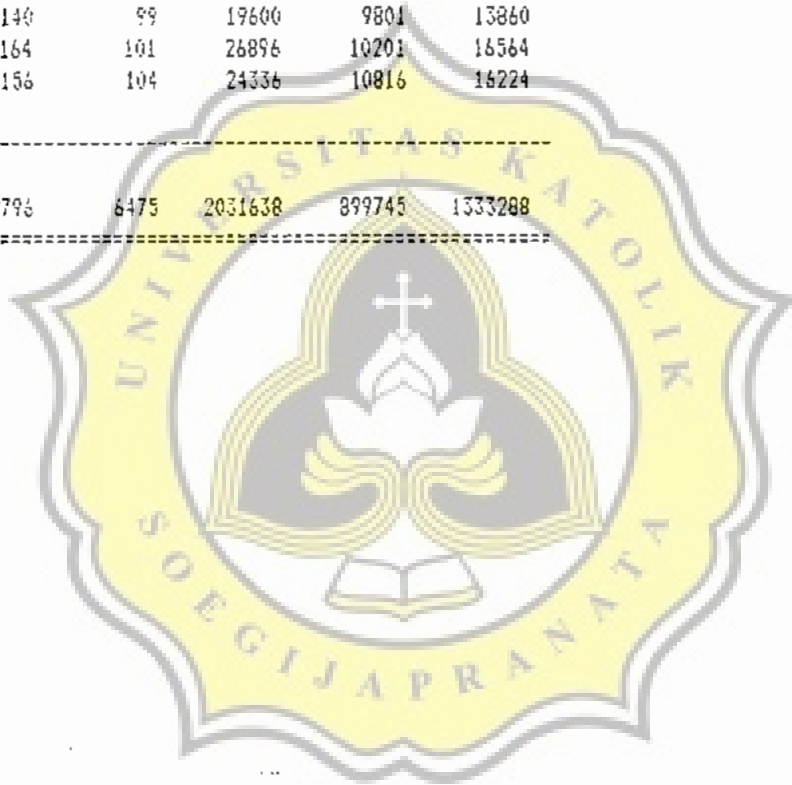 140 99 19600 9801 13860
164 101 26896 10201 16564
156 104 24336 10816 16224
796 6475 2031638 899745 1333288
UNIVERSITAS KATOLIK
SOEGIJAPRANATA